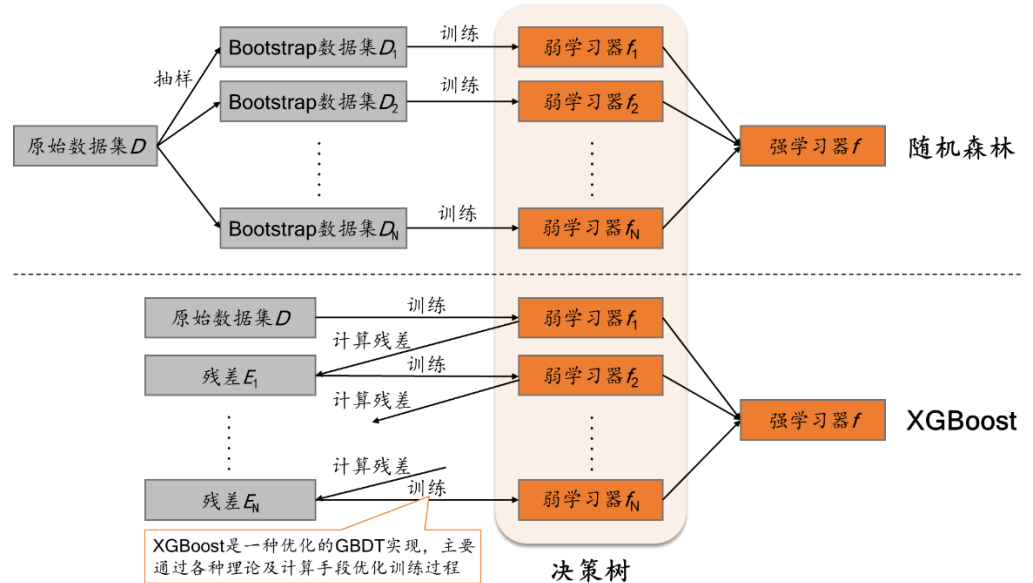 Bootstrap数据集D1
训练
弱学习器f1
抽样
Bootstrap数据集D2
训练
弱学习器f2
原始数据集D
强学习器f
随机森林
Bootstrap数据集DN
训练
弱学习器fN
原始数据集D
训练
弱学习器f1
计算残差
残差E1
训练
弱学习器f2
计算残差
强学习器f
XGBoost
计算残差
残差EN
训练
弱学习器fN
XGBoost是一种优化的GBDT实现，主要
通过各种理论及计算手段优化训练过程
决策树